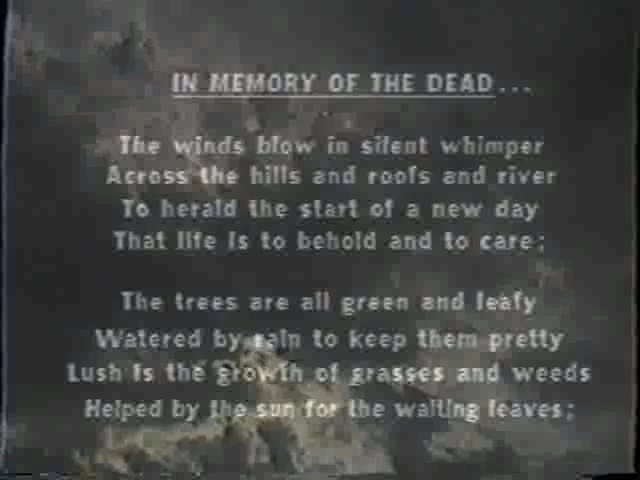 IN MEMORY OF THE DEAD...
The winds blow in silent whimper
Across the hills and roofs and river
To herald the start of a new day
That life is to behold and to care;
The trees are all green and leafy
Watered by rain to keep them pretty
Lush is the growth of grasses and weeds
Helped by the sun for the waiting leaves;